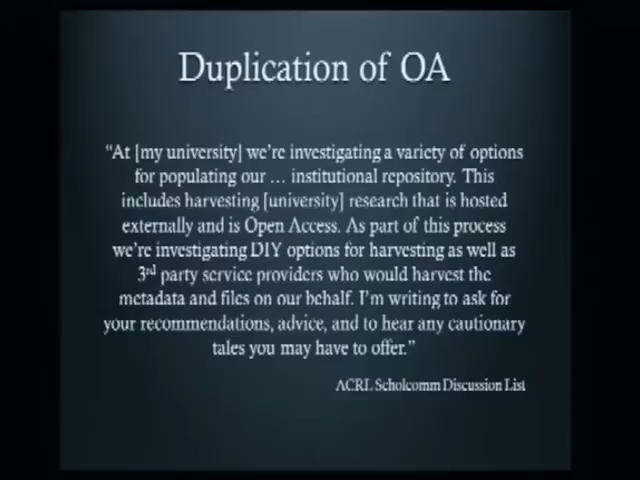 Duplication of OA
“At [my university] we’re investigating a variety of options
for populating our … institutional repository. This
includes harvesting [university] research that is hosted
externally and is Open Access. As part of this process
we’re investigating DIY options for harvesting as well as
3rd party service providers who would harvest the
metadata and files on our behalf. I’m writing to ask for
your recommendations, advice, and to hear any cautionary
tales you may have to offer.”
ACRL Scholcomm Discussion List